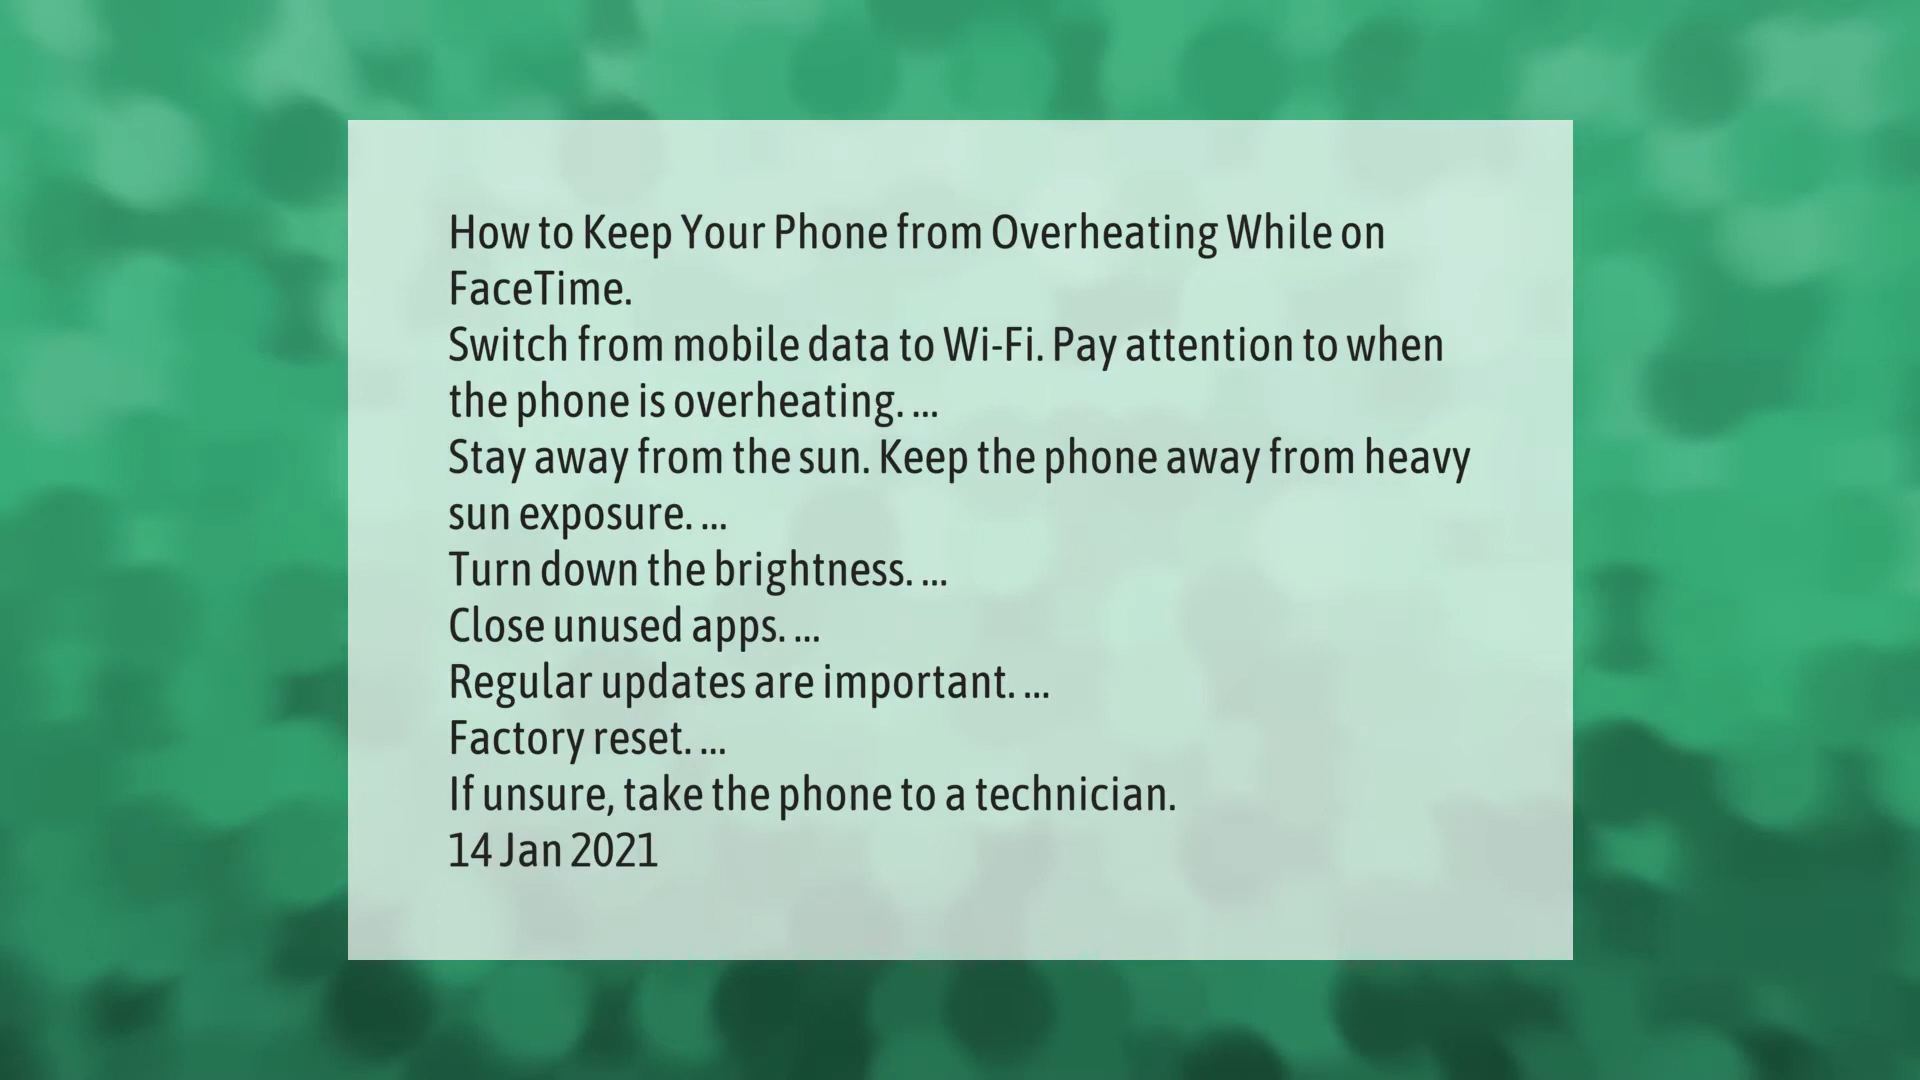 How to Keep Your Phone from Overheating While on
FaceTime.
Switch from mobile data to Wi-Fi. Pay attention to when
the phone is overheating. ...
Stay away from the sun. Keep the phone away from heavy
sun exposure. ...
Turn down the brightness. ...
Close unused apps. ...
Regular updates are important. ...
Factory reset. ...
If unsure, take the phone to a technician.
14 Jan 2021